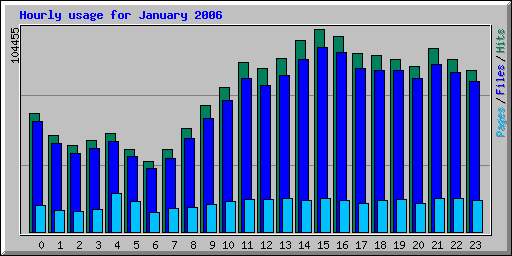 Hourly usage for January 2006
104455
Pages/Files/Hits
0 1 2 3 4 5 6 7 8 9 10 11 12 13 14 15 16 17 18 19 20 21 22 23